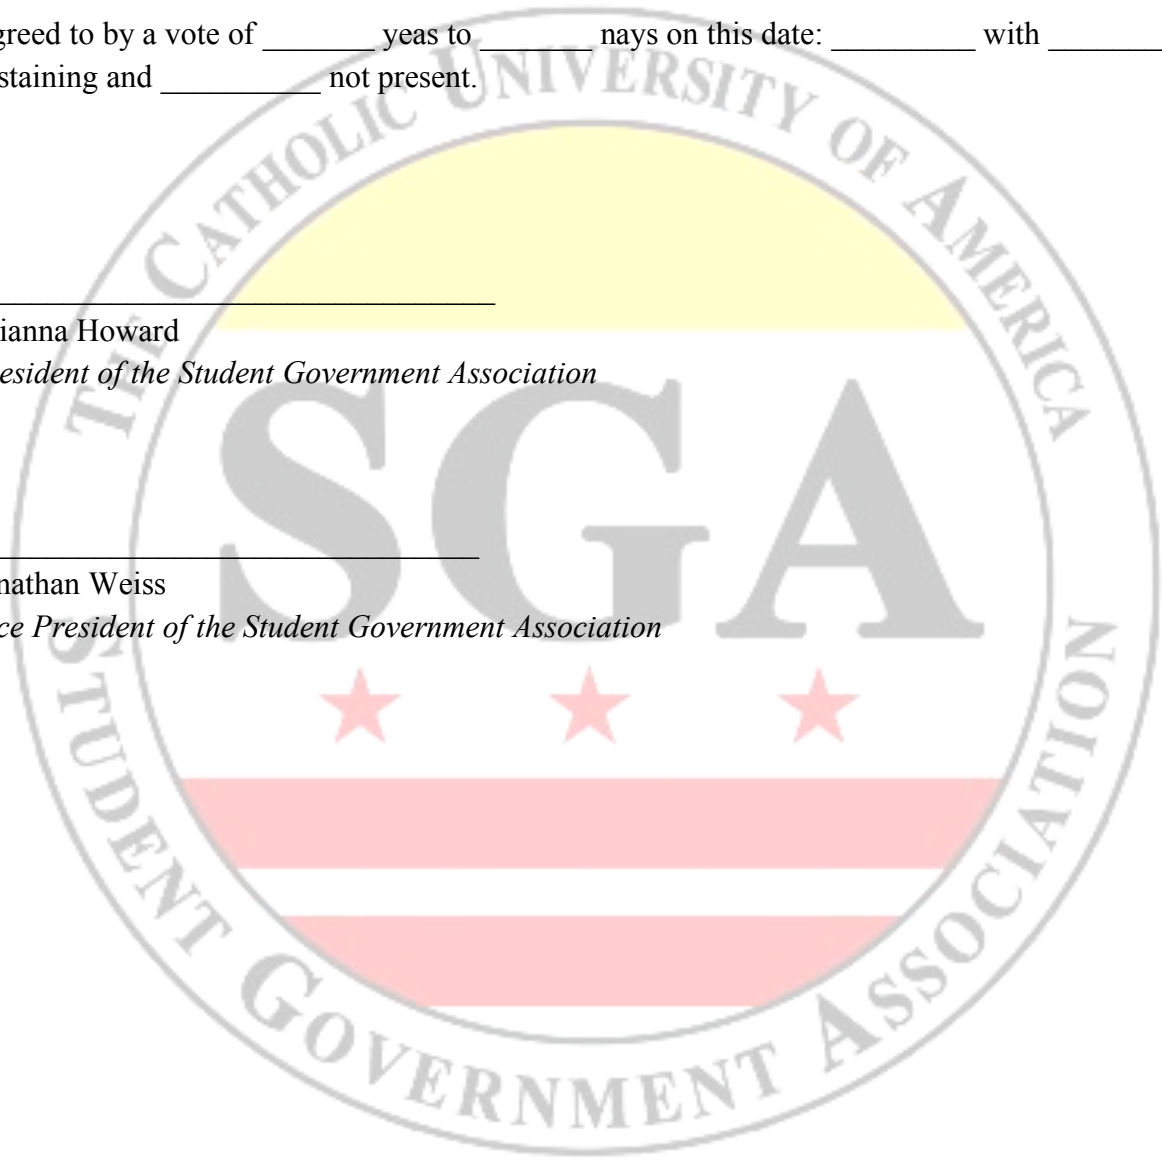 greed to by a vote of _______ yeas to _______ nays on this date: _________ with _______
staining and __________ not present.
THE CATHOLIC UNIVERSITY OF AMERICA
ianna Howard
esident of the Student Government Association
SGA
nathan Weiss
ce President of the Student Government Association
STUDENT GOVERNMENT ASSOCIATION